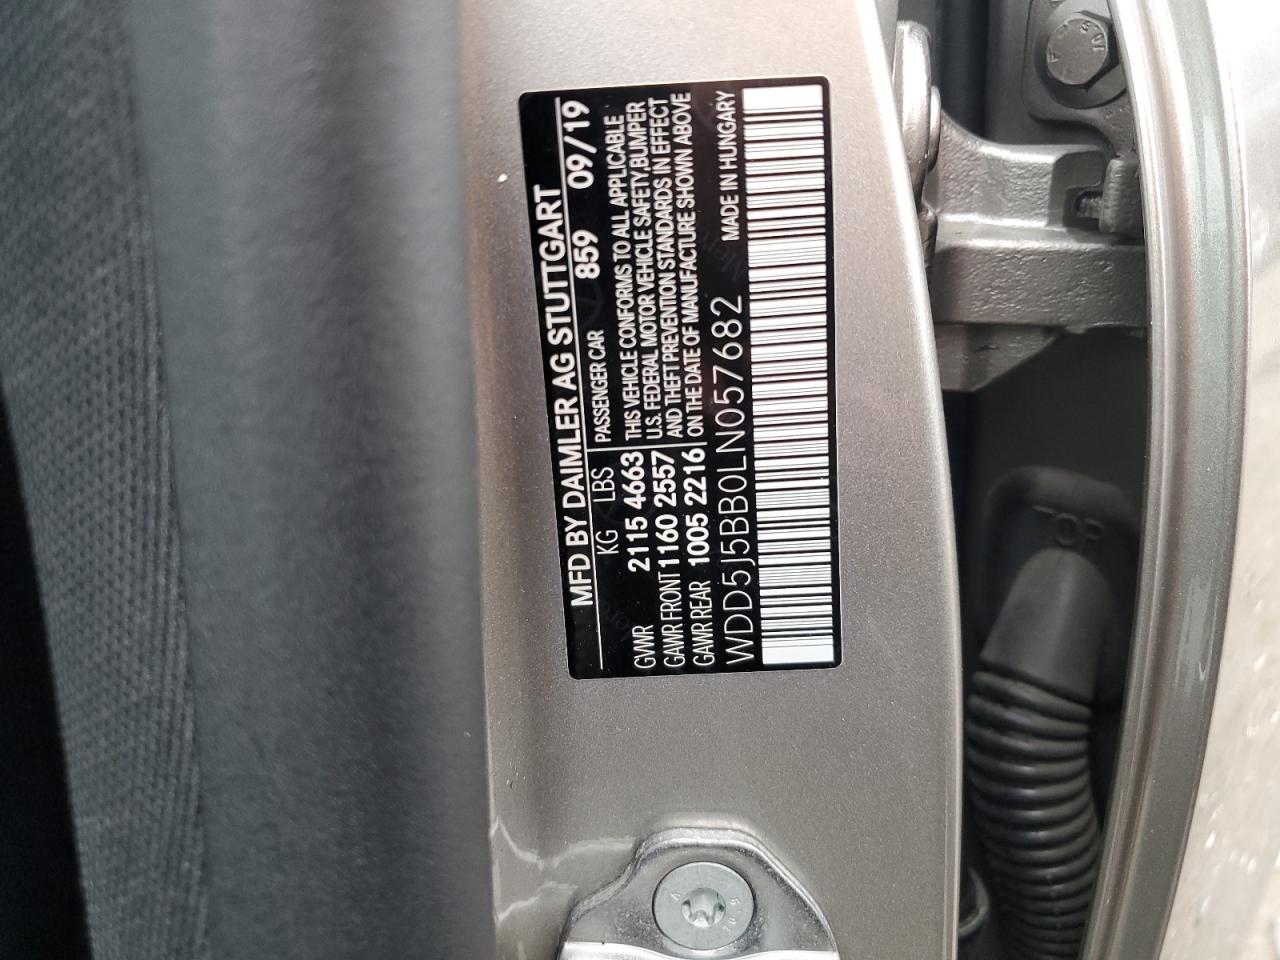 MFD BY DAIMLER AG STUTTGART
KG LBS PASSENGER CAR 859 09/19
GVWR 2115 4663 THIS VEHICLE CONFORMS TO ALL APPLICABLE
GAWR FRONT 1160 2557 U.S. FEDERAL MOTOR VEHICLE SAFETY,BUMPER
GAWR REAR 1005 2216 AND THEFT PREVENTION STANDARDS IN EFFECT
ON THE DATE OF MANUFACTURE SHOWN ABOVE
WDD5J5BB0LN057682 MADE IN HUNGARY
TOP